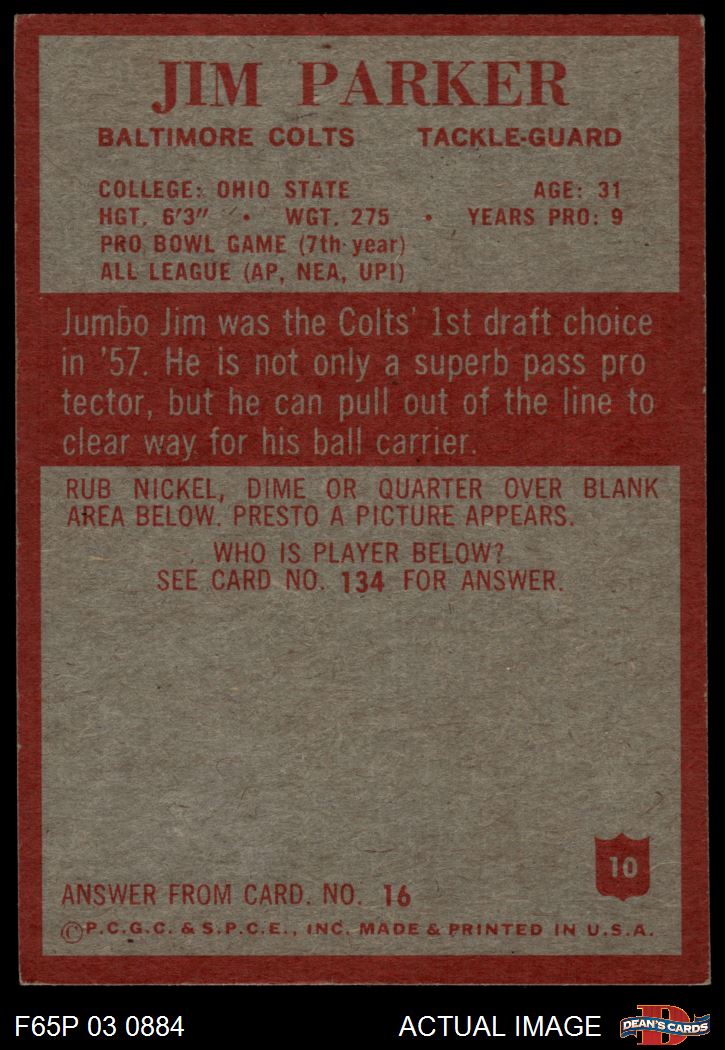 JIM PARKER
BALTIMORE COLTS TACKLE-GUARD
COLLEGE: OHIO STATE AGE: 31
HGT. 6'3" • WGT. 275 • YEARS PRO: 9
PRO BOWL GAME (7th year)
ALL LEAGUE (AP, NEA, UPI)
Jumbo Jim was the Colts' 1st draft choice
in '57. He is not only a superb pass pro
tector, but he can pull out of the line to
clear way for his ball carrier.
RUB NICKEL, DIME OR QUARTER OVER BLANK
AREA BELOW. PRESTO A PICTURE APPEARS.
WHO IS PLAYER BELOW?
SEE CARD NO. 134 FOR ANSWER.
10
ANSWER FROM CARD. NO. 16
©P.C.G.C. & S.P.C.E., INC. MADE & PRINTED IN U.S.A.
F65P 03 0884 ACTUAL IMAGE
D
DEAN'S CARDS